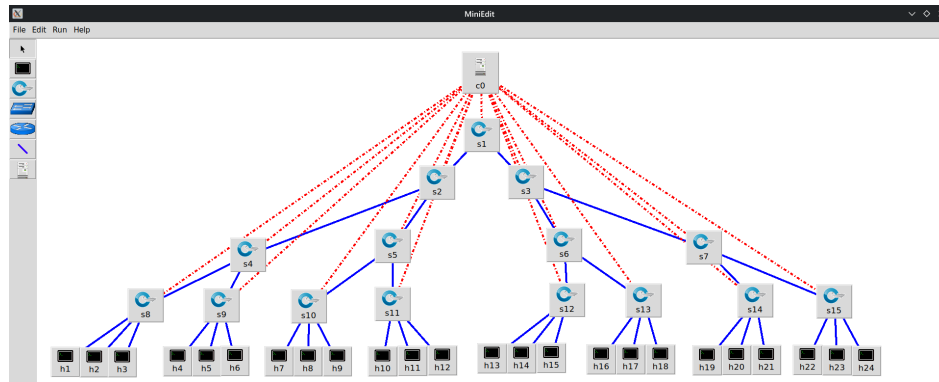 MiniEdit
File Edit Run Help
c0
s1
s2 s3
s4 s5 s6 s7
s8 s9 s10 s11 s12 s13 s14 s15
h1 h2 h3 h4 h5 h6 h7 h8 h9 h10 h11 h12 h13 h14 h15 h16 h17 h18 h19 h20 h21 h22 h23 h24